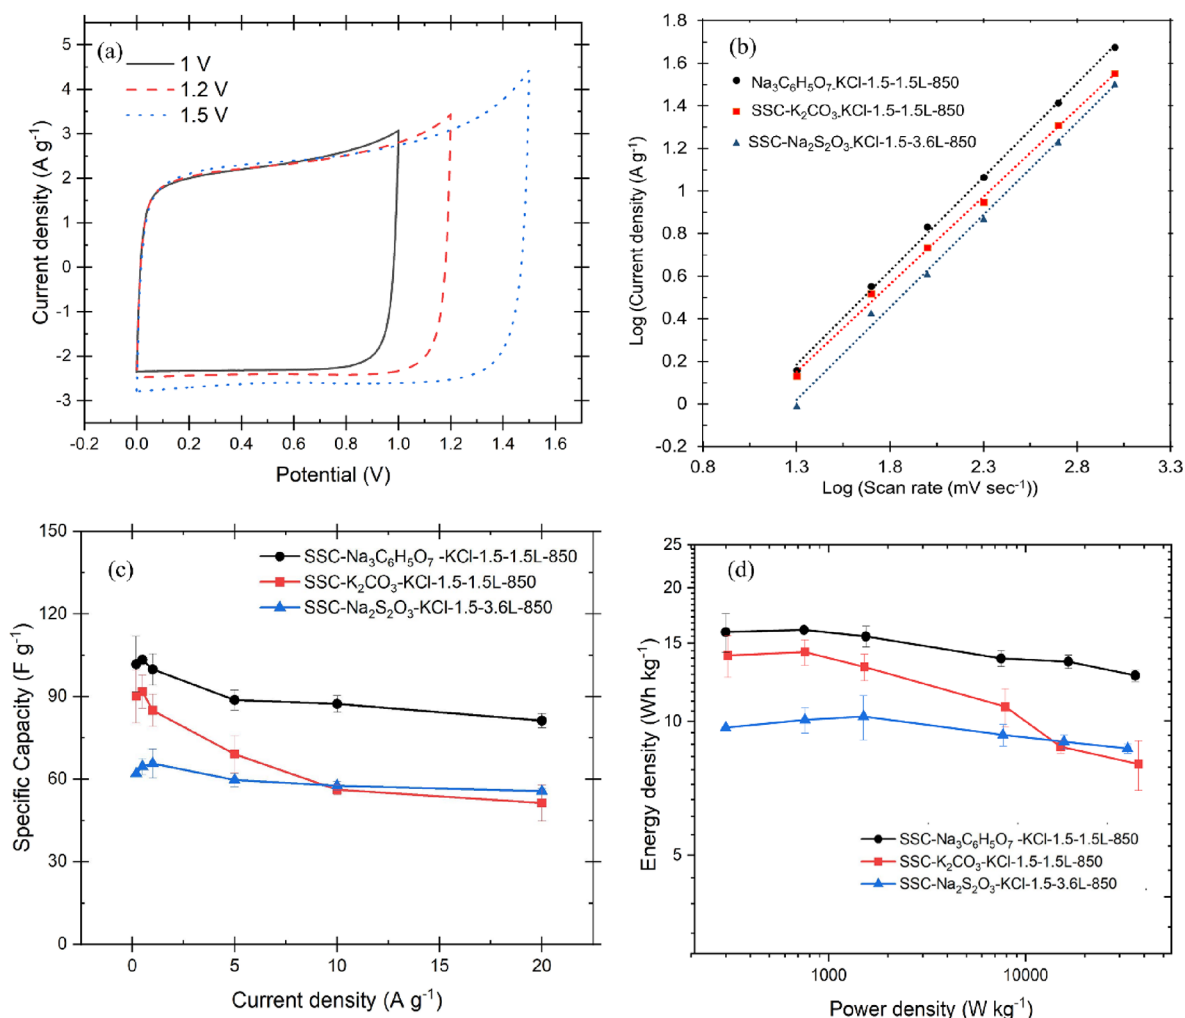 (a)
1 V
1.2 V
1.5 V
5
4
3
2
1
0
-1
-2
-3
-0.2 0.0 0.2 0.4 0.6 0.8 1.0 1.2 1.4 1.6
Current density (A g⁻¹)
Potential (V)
(b)
Na₃C₆H₅O₇.KCl-1.5-1.5L-850
SSC-K₂CO₃.KCl-1.5-1.5L-850
SSC-Na₂S₂O₃.KCl-1.5-3.6L-850
1.8
1.6
1.4
1.2
1
0.8
0.6
0.4
0.2
0
-0.2
0.8 1.3 1.8 2.3 2.8 3.3
Log (Current density (A g⁻¹)
Log (Scan rate (mV sec⁻¹))
(c)
SSC-Na₃C₆H₅O₇ -KCl-1.5-1.5L-850
SSC-K₂CO₃-KCl-1.5-1.5L-850
SSC-Na₂S₂O₃-KCl-1.5-3.6L-850
150
120
90
60
30
0
0 5 10 15 20
Specific Capacity (F g⁻¹)
Current density (A g⁻¹)
(d)
25
20
15
10
5
SSC-Na₃C₆H₅O₇ -KCl-1.5-1.5L-850
SSC-K₂CO₃-KCl-1.5-1.5L-850
SSC-Na₂S₂O₃-KCl-1.5-3.6L-850
1000 10000
Energy density (Wh kg⁻¹)
Power density (W kg⁻¹)